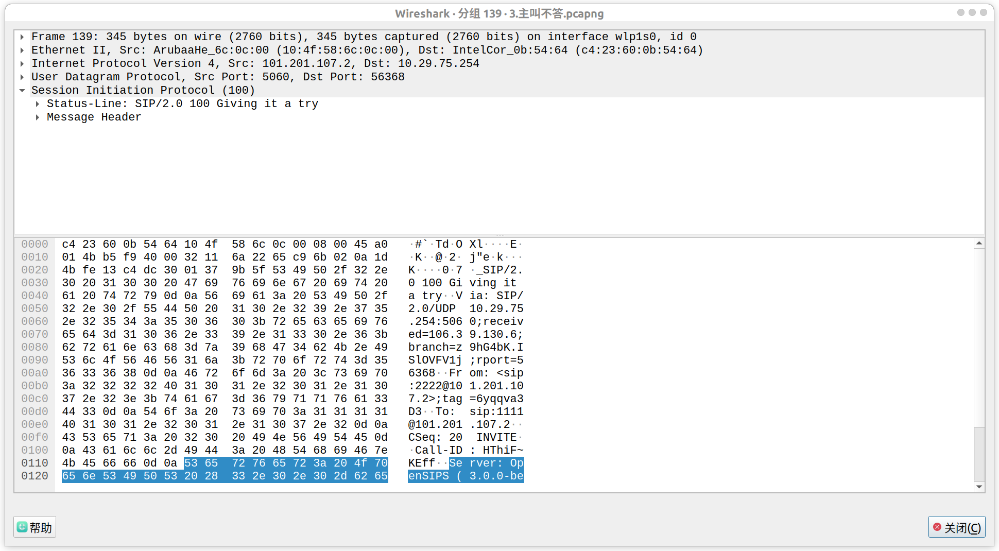 Wireshark · 分组 139 · 3.主叫不答.pcapng
Frame 139: 345 bytes on wire (2760 bits), 345 bytes captured (2760 bits) on interface wlp1s0, id 0
Ethernet II, Src: ArubaaHe_6c:0c:00 (10:4f:58:6c:0c:00), Dst: IntelCor_0b:54:64 (c4:23:60:0b:54:64)
Internet Protocol Version 4, Src: 101.201.107.2, Dst: 10.29.75.254
User Datagram Protocol, Src Port: 5060, Dst Port: 56368
Session Initiation Protocol (100)
Status-Line: SIP/2.0 100 Giving it a try
Message Header
0000 c4 23 60 0b 54 64 10 4f 58 6c 0c 00 08 00 45 a0 ·#`·Td·O Xl····E·
0010 01 4b b5 f9 40 00 32 11 6a 22 65 c9 6b 02 0a 1d ·K··@·2· j"e·k···
0020 4b fe 13 c4 dc 30 01 37 9b 5f 53 49 50 2f 32 2e K····0·7 ·_SIP/2.
0030 30 20 31 30 30 20 47 69 76 69 6e 67 20 69 74 20 0 100 Gi ving it
0040 61 20 74 72 79 0d 0a 56 69 61 3a 20 53 49 50 2f a try··V ia: SIP/
0050 32 2e 30 2f 55 44 50 20 31 30 2e 32 39 2e 37 35 2.0/UDP  10.29.75
0060 2e 32 35 34 3a 35 30 36 30 3b 72 65 63 65 69 76 .254:506 0;receiv
0070 65 64 3d 31 30 36 2e 33 39 2e 31 33 30 2e 36 3b ed=106.3 9.130.6;
0080 62 72 61 6e 63 68 3d 7a 39 68 47 34 62 4b 2e 49 branch=z 9hG4bK.I
0090 53 6c 4f 56 46 56 31 6a 3b 72 70 6f 72 74 3d 35 SlOVFV1j ;rport=5
00a0 36 33 36 38 0d 0a 46 72 6f 6d 3a 20 3c 73 69 70 6368··Fr om: <sip
00b0 3a 32 32 32 32 40 31 30 31 2e 32 30 31 2e 31 30 :2222@10 1.201.10
00c0 37 2e 32 3e 3b 74 61 67 3d 36 79 71 71 76 61 33 7.2>;tag =6yqqva3
00d0 44 33 0d 0a 54 6f 3a 20 73 69 70 3a 31 31 31 31 D3··To:  sip:1111
00e0 40 31 30 31 2e 32 30 31 2e 31 30 37 2e 32 0d 0a @101.201 .107.2··
00f0 43 53 65 71 3a 20 32 30 20 49 4e 56 49 54 45 0d CSeq: 20  INVITE·
0100 0a 43 61 6c 6c 2d 49 44 3a 20 48 54 68 69 46 7e ·Call-ID : HThiF~
0110 4b 45 66 66 0d 0a 53 65 72 76 65 72 3a 20 4f 70 KEff··Se rver: Op
0120 65 6e 53 49 50 53 20 28 33 2e 30 2e 30 2d 62 65 enSIPS ( 3.0.0-be
帮助
关闭(C)